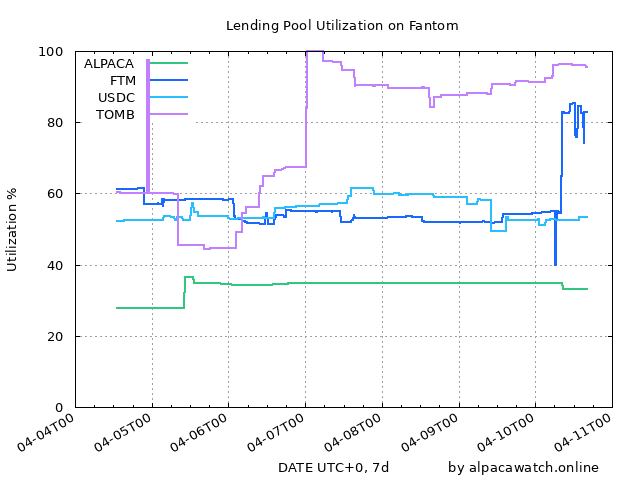 Lending Pool Utilization on Fantom
ALPACA
FTM
USDC
TOMB
100
80
60
40
20
0
Utilization %
04-04T00
04-05T00
04-06T00
04-07T00
04-08T00
04-09T00
04-10T00
04-11T00
DATE UTC+0, 7d
by alpacawatch.online